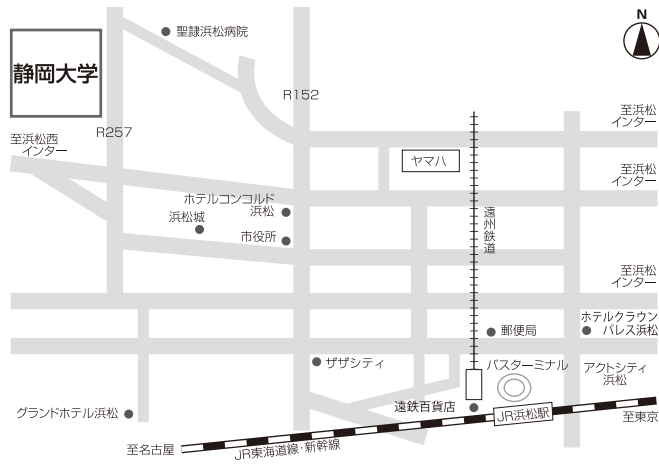 N
聖隷浜松病院
静岡大学
R152
R257
至浜松
インター
至浜松西
インター
ヤマハ
至浜松
インター
ホテルコンコルド
浜松
浜松城
市役所
遠州鉄道
至浜松
インター
ホテルクラウン
パレス浜松
郵便局
ザザシティ
バスターミナル
アクトシティ
浜松
遠鉄百貨店
グランドホテル浜松
JR浜松駅
至東京
至名古屋
JR東海道線・新幹線